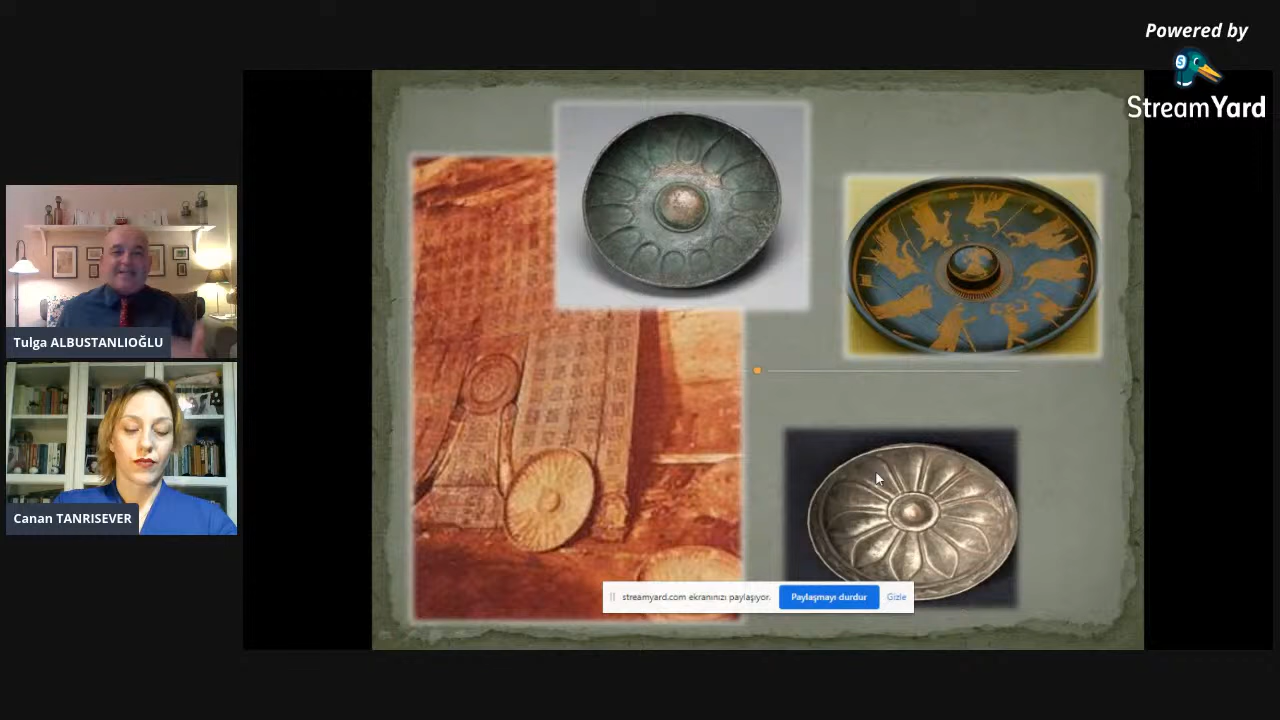 Powered by
StreamYard
Tulga ALBUSTANLIOĞLU
Canan TANRISEVER
streamyard.com ekranınızı paylaşıyor.
Paylaşmayı durdur
Gizle